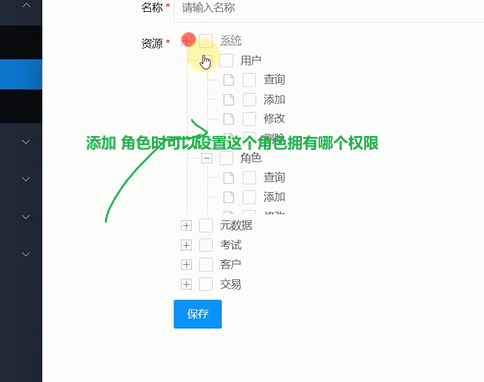 名称 * 请输入名称
资源 * 系统
用户
查询
添加
修改
删除
添加 角色时可以设置这个角色拥有哪个权限
角色
查询
添加
修改
元数据
考试
客户
交易
保存